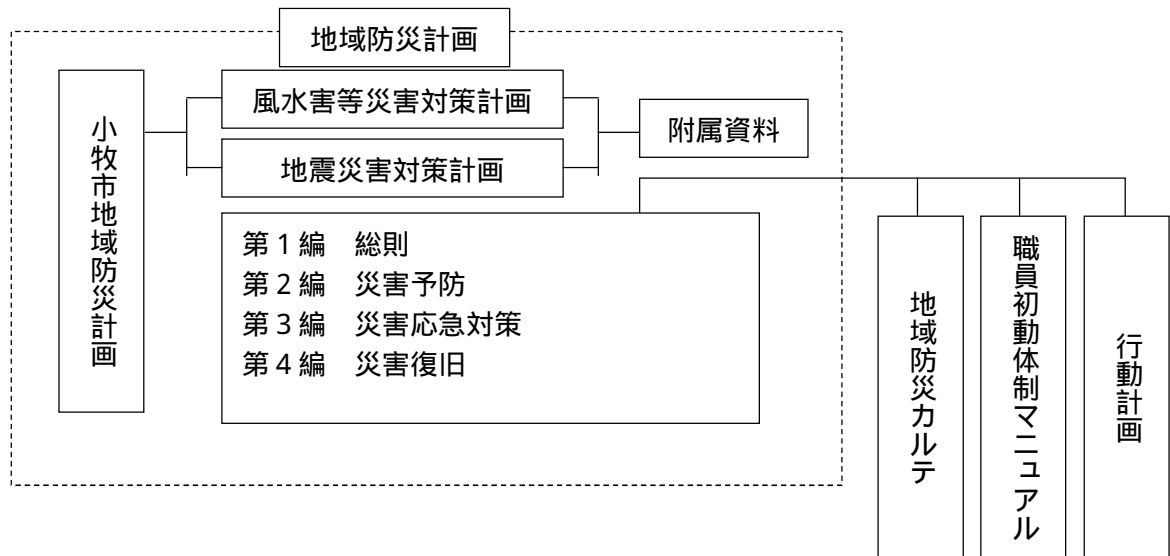 地域防災計画
小牧市地域防災計画
風水害等災害対策計画
地震災害対策計画
附属資料
第1編　総則
第2編　災害予防
第3編　災害応急対策
第4編　災害復旧
地域防災カルテ
職員初動体制マニュアル
行動計画